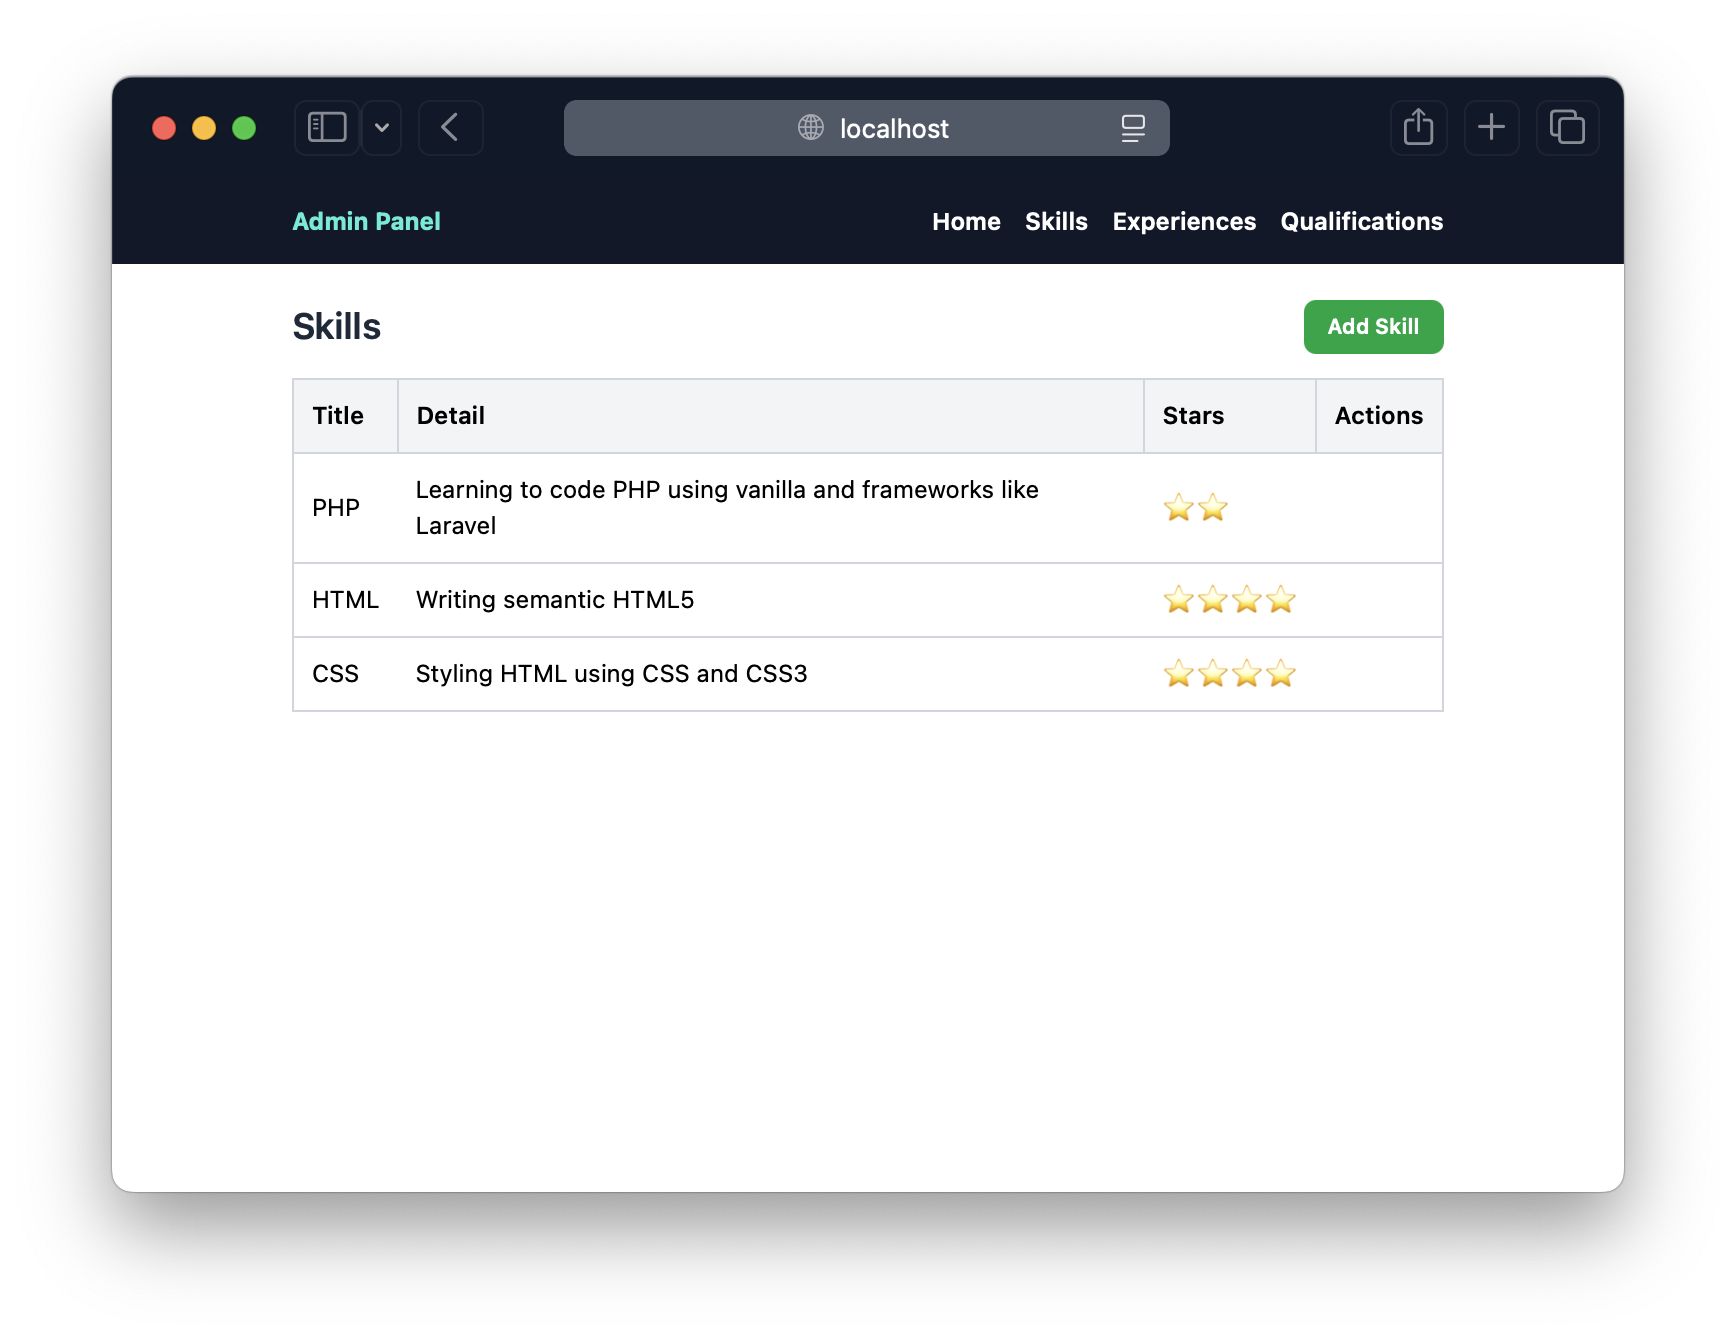 localhost
Admin Panel Home Skills Experiences Qualifications
Skills Add Skill
Title Detail Stars Actions
PHP Learning to code PHP using vanilla and frameworks like
Laravel ⭐⭐
HTML Writing semantic HTML5 ⭐⭐⭐⭐
CSS Styling HTML using CSS and CSS3 ⭐⭐⭐⭐